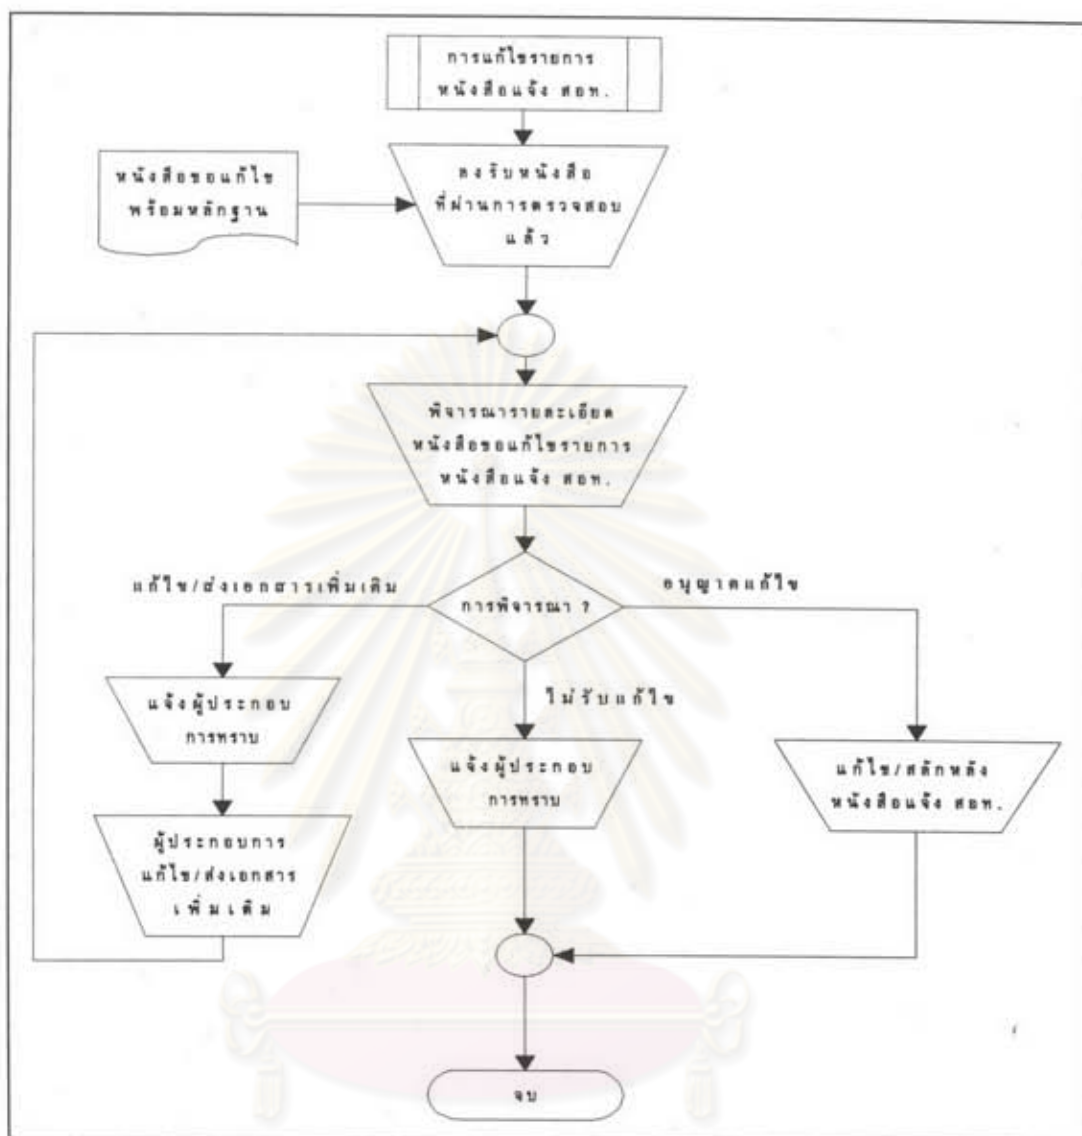 การแก้ไขรายการ
หนังสือแจ้ง สอท.
หนังสือขอแก้ไข
พร้อมหลักฐาน
ลงรับหนังสือ
ที่ผ่านการตรวจสอบ
แล้ว
พิจารณารายละเอียด
หนังสือขอแก้ไขรายการ
หนังสือแจ้ง สอท.
แก้ไข/ส่งเอกสารเพิ่มเติม
การพิจารณา ?
อนุญาตแก้ไข
ไม่รับแก้ไข
แจ้งผู้ประกอบ
การทราบ
แจ้งผู้ประกอบ
การทราบ
แก้ไข/สลักหลัง
หนังสือแจ้ง สอท.
ผู้ประกอบการ
แก้ไข/ส่งเอกสาร
เพิ่มเติม
จบ